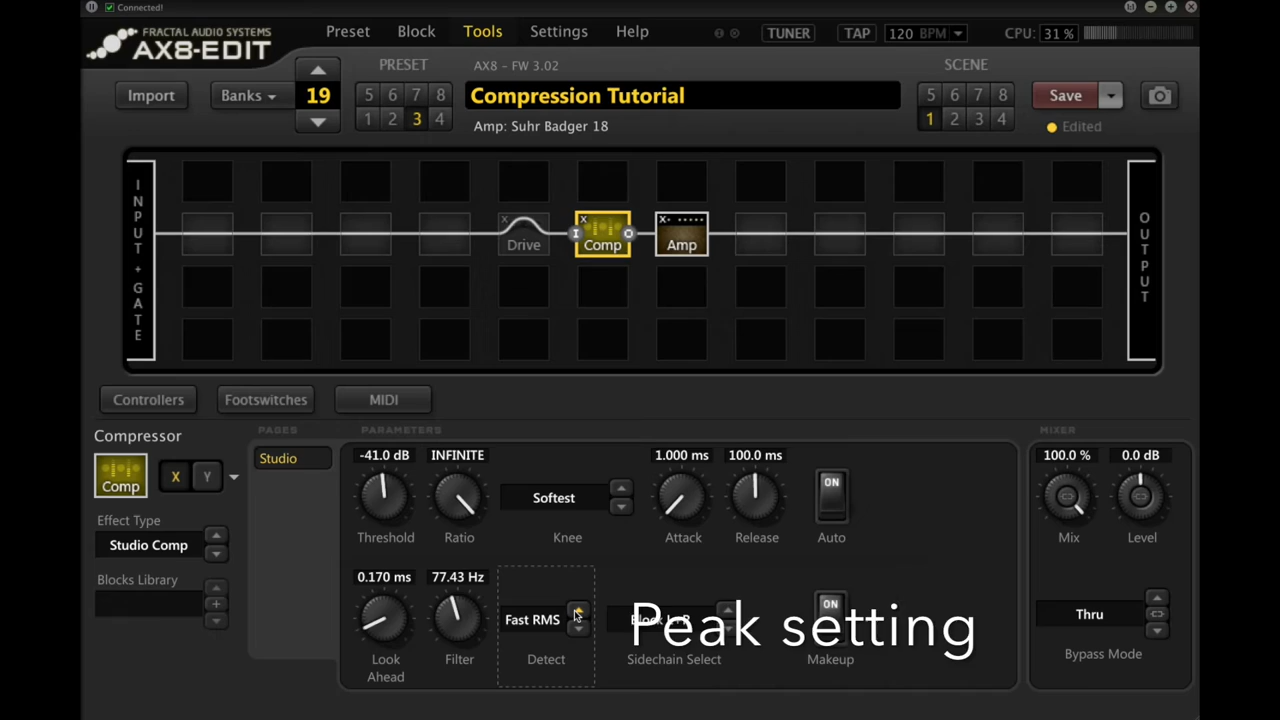 Connected!
FRACTAL AUDIO SYSTEMS
AX8-EDIT
Preset Block Tools Settings Help
TUNER
TAP
120 BPM
CPU: 31 %
Import
Banks
19
PRESET
5 6 7 8
1 2 3 4
AX8 - FW 3.02
Compression Tutorial
Amp: Suhr Badger 18
SCENE
5 6 7 8
1 2 3 4
Save
Edited
INPUT + GATE
X
Drive
X
I
O
Comp
X
Amp
OUTPUT
Controllers
Footswitches
MIDI
Compressor
Comp
X Y
Effect Type
Studio Comp
Blocks Library
PAGES
Studio
PARAMETERS
-41.0 dB
Threshold
INFINITE
Ratio
Softest
Knee
1.000 ms
Attack
100.0 ms
Release
ON
Auto
0.170 ms
Look
Ahead
77.43 Hz
Filter
Fast RMS
Detect
Sidechain Select
ON
Makeup
Peak setting
MIXER
100.0 %
Mix
0.0 dB
Level
Thru
Bypass Mode